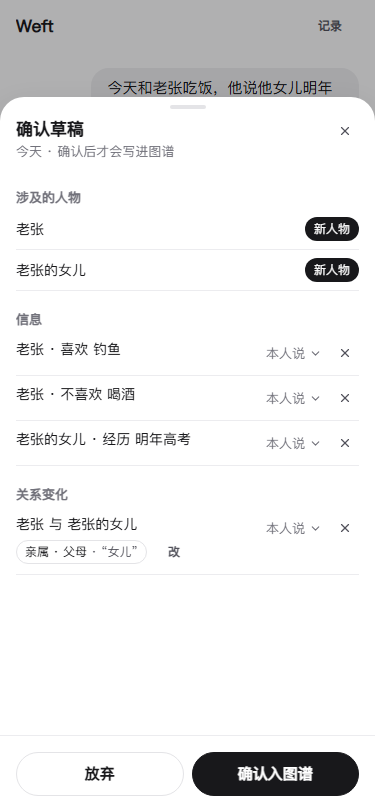 Weft
记录
今天和老张吃饭，他说他女儿明年
确认草稿
今天 · 确认后才会写进图谱
涉及的人物
老张
新人物
老张的女儿
新人物
信息
老张 · 喜欢 钓鱼
本人说
老张 · 不喜欢 喝酒
本人说
老张的女儿 · 经历 明年高考
本人说
关系变化
老张 与 老张的女儿
本人说
亲属 · 父母 · “女儿”
改
放弃
确认入图谱